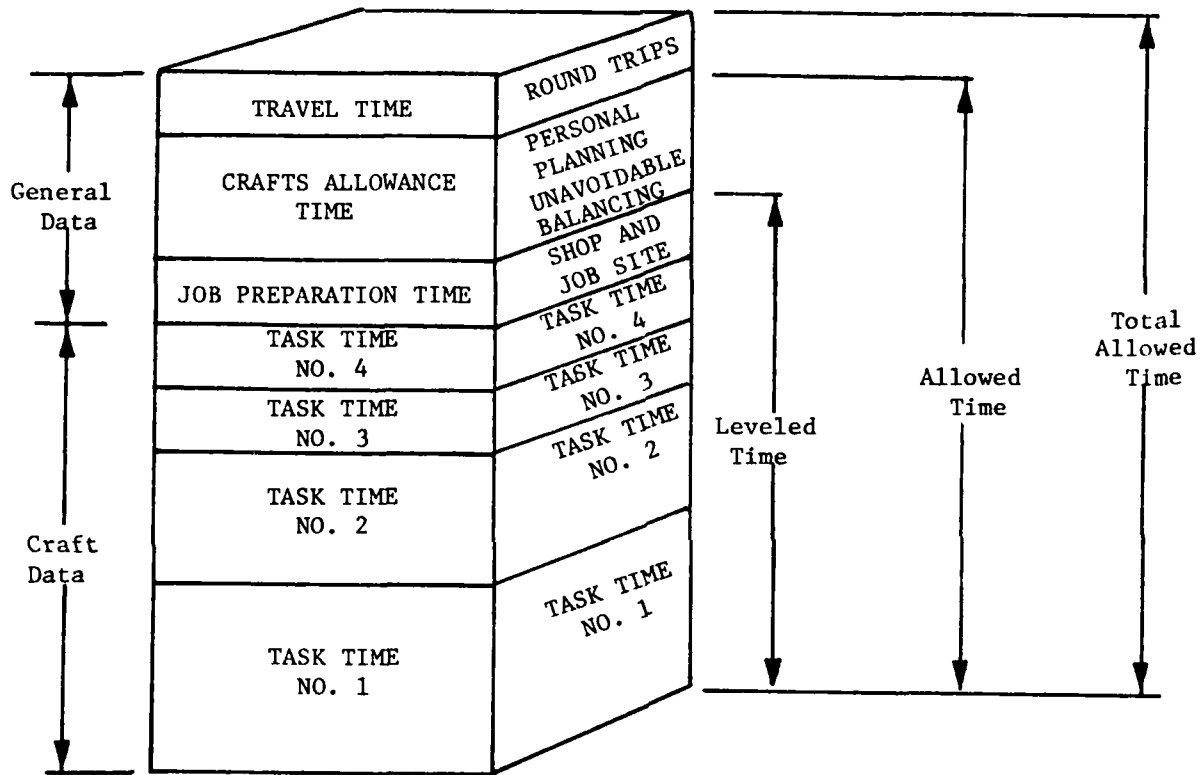 TRAVEL TIME
CRAFTS ALLOWANCE
TIME
JOB PREPARATION TIME
TASK TIME
NO. 4
TASK TIME
NO. 3
TASK TIME
NO. 2
TASK TIME
NO. 1
ROUND TRIPS
PERSONAL
PLANNING
UNAVOIDABLE
BALANCING
SHOP AND
JOB SITE
TASK TIME
NO. 4
TASK TIME
NO. 3
TASK TIME
NO. 2
TASK TIME
NO. 1
General
Data
Craft
Data
Leveled
Time
Allowed
Time
Total
Allowed
Time